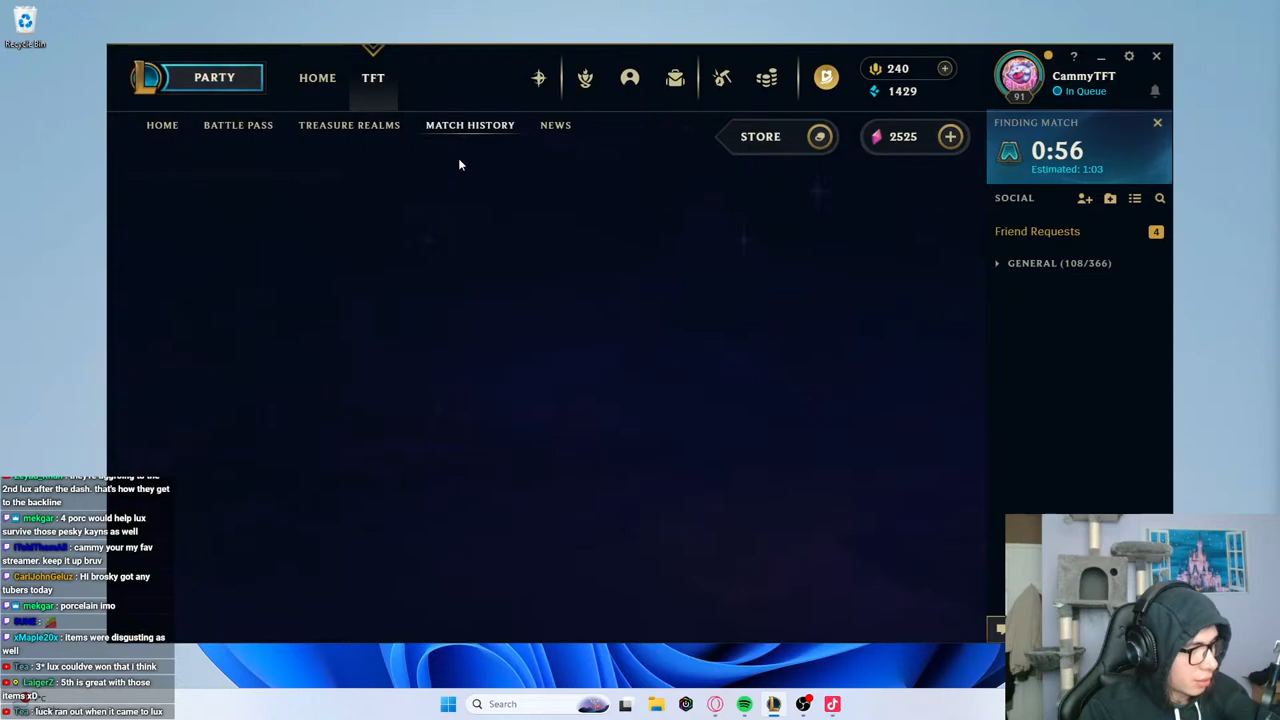 Recycle Bin
PARTY
HOME
TFT
240
1429
CammyTFT
In Queue
91
HOME
BATTLE PASS
TREASURE REALMS
MATCH HISTORY
NEWS
STORE
2525
FINDING MATCH
0:56
Estimated: 1:03
SOCIAL
Friend Requests
4
GENERAL (108/366)
2nd lux after the dash. that's how they get
to the backline
mekgar : 4 porc would help lux
survive those pesky kayns as well
iToldThemAll : cammy your my fav
streamer. keep it up bruv
CarlJohnGeluz : Hi brosky got any
tubers today
mekgar : porcelain imo
xMaple20x : items were disgusting as
well
Tea : 3* lux couldve won that i think
LaigerZ : 5th is great with those
items xD
Tea : luck ran out when it came to lux
Search